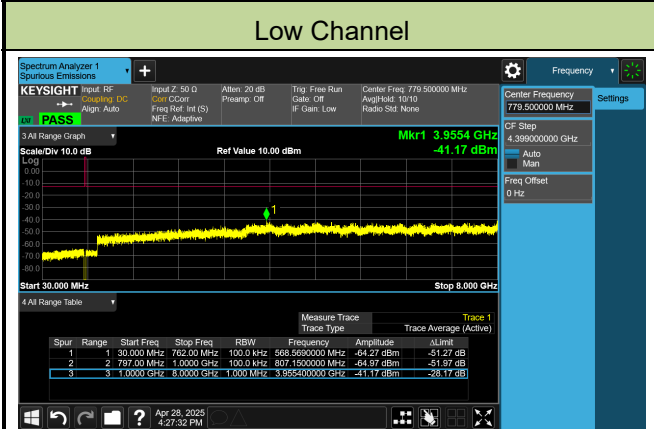 Low Channel
Spectrum Analyzer 1
Spurious Emissions
Frequency
KEYSIGHT
Input: RF
Coupling: DC
Align: Auto
Input Z: 50 Ω
Corr CCorr
Freq Ref: Int (S)
NFE: Adaptive
Atten: 20 dB
Preamp: Off
Trig: Free Run
Gate: Off
IF Gain: Low
Center Freq: 779.500000 MHz
Avg|Hold: 10/10
Radio Std: None
PASS
Center Frequency
779.500000 MHz
Settings
CF Step
4.399000000 GHz
Auto
Man
Freq Offset
0 Hz
3 All Range Graph
Mkr1 3.9554 GHz
Scale/Div 10.0 dB
Ref Value 10.00 dBm
-41.17 dBm
Log
0.00
-10.0
-20.0
-30.0
-40.0
-50.0
-60.0
-70.0
-80.0
1
Start 30.000 MHz
Stop 8.000 GHz
4 All Range Table
Measure Trace Trace 1
Trace Type Trace Average (Active)
Spur Range Start Freq Stop Freq RBW Frequency Amplitude ΔLimit
1 1 30.000 MHz 762.00 MHz 100.0 kHz 568.5690000 MHz -64.27 dBm -51.27 dB
2 2 797.00 MHz 1.0000 GHz 100.0 kHz 807.1500000 MHz -64.97 dBm -51.97 dB
3 3 1.0000 GHz 8.0000 GHz 1.000 MHz 3.955400000 GHz -41.17 dBm -28.17 dB
Apr 28, 2025
4:27:32 PM